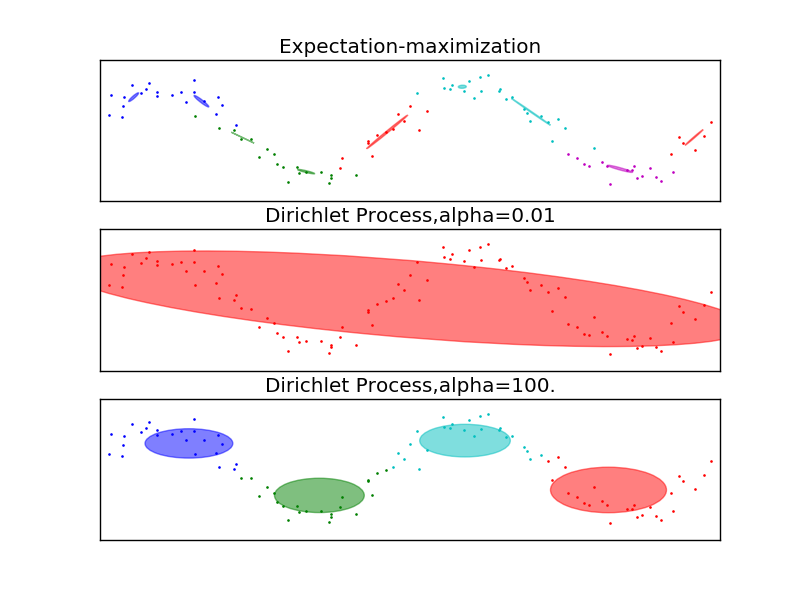 Expectation-maximization
Dirichlet Process,alpha=0.01
Dirichlet Process,alpha=100.